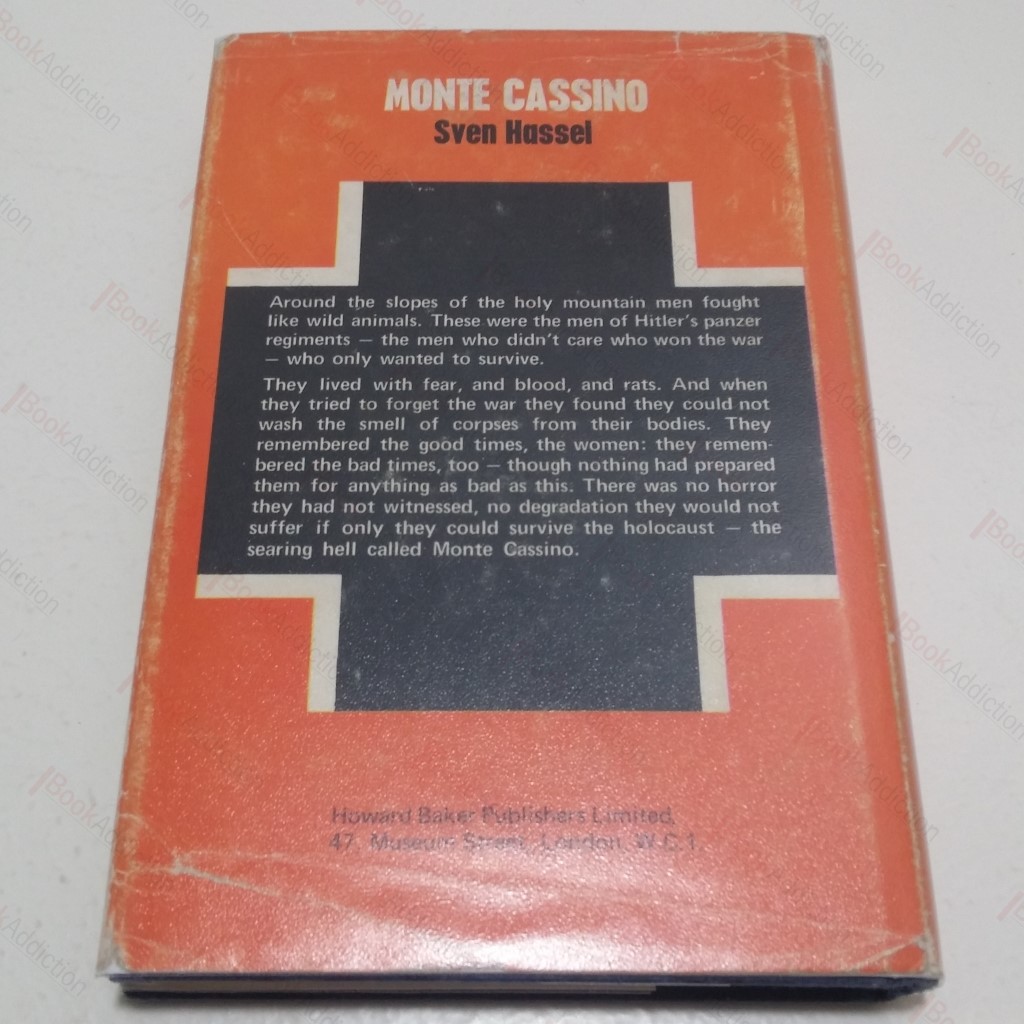 MONTE CASSINO
Sven Hassel
Around the slopes of the holy mountain men fought
like wild animals. These were the men of Hitler's panzer
regiments — the men who didn't care who won the war
— who only wanted to survive.
They lived with fear, and blood, and rats. And when
they tried to forget the war they found they could not
wash the smell of corpses from their bodies. They
remembered the good times, the women: they remem-
bered the bad times, too — though nothing had prepared
them for anything as bad as this. There was no horror
they had not witnessed, no degradation they would not
suffer if only they could survive the holocaust — the
searing hell called Monte Cassino.
Howard Baker Publishers Limited,
47, Museum Street, London, W.C.1.
BookAddiction